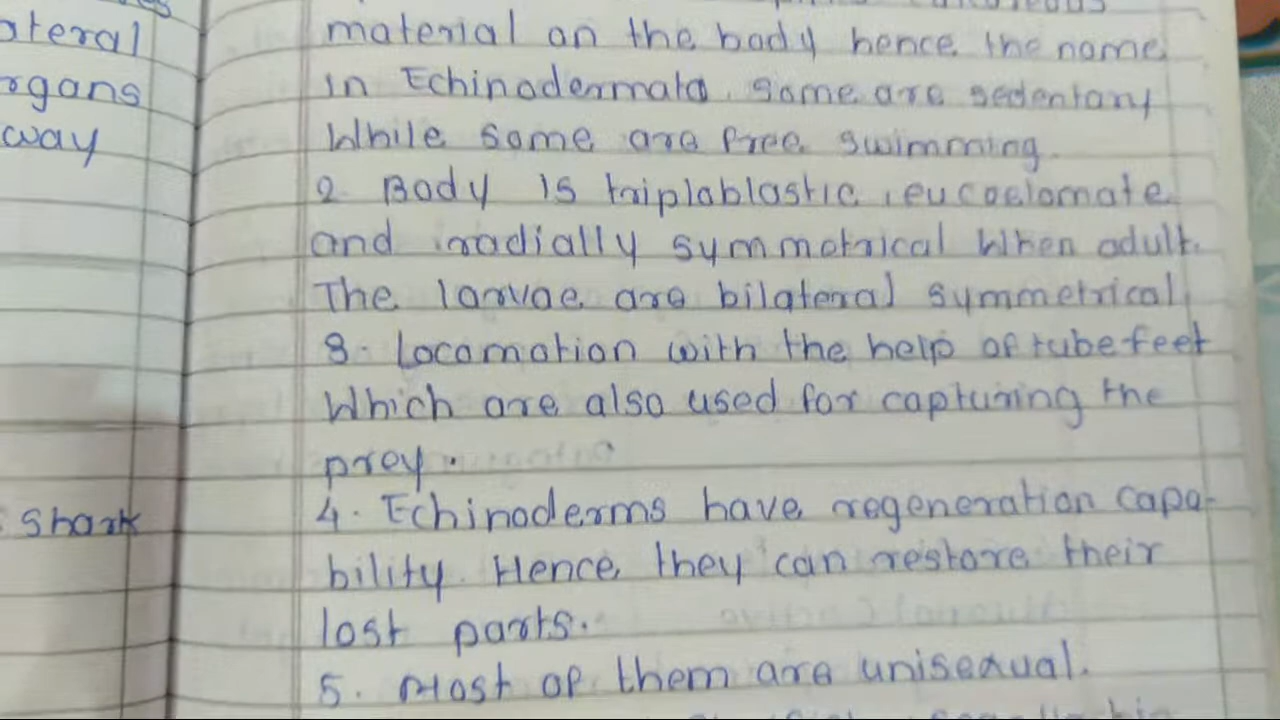 ateral
rgans
way
Shark
material on the body hence the name
in Echinodermata. Some are sedentary
While some are free swimming.
2. Body is triploblastic, eucoelomate
and radially symmetrical When adult.
The larvae are bilateral symmetrical
3. Locomotion with the help of tube feet
Which are also used for capturing the
prey.
4. Echinoderms have regeneration capa-
bility. Hence they can restore their
lost parts.
5. Most of them are unisexual.